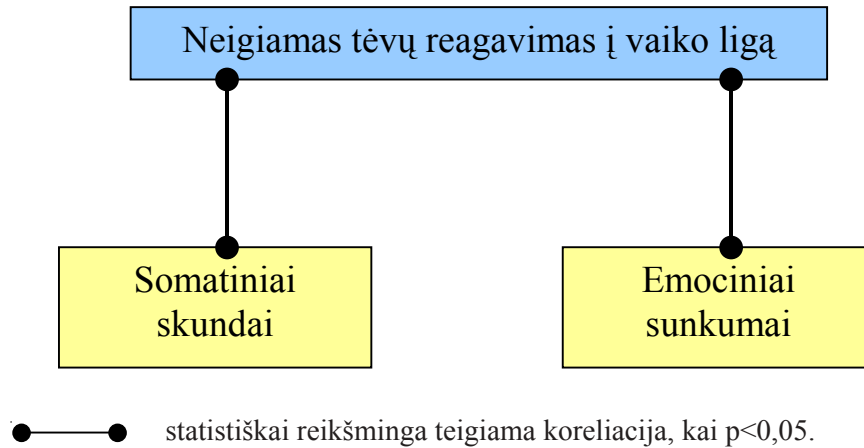 Neigiamas tėvų reagavimas į vaiko ligą
Somatiniai
skundai
Emociniai
sunkumai
statistiškai reikšminga teigiama koreliacija, kai p<0,05.